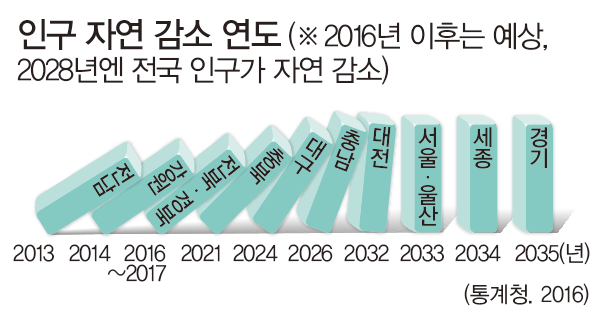 인구 자연 감소 연도 (※ 2016년 이후는 예상,
2028년엔 전국 인구가 자연 감소)
전남
강원
전북·경북
충북
대구
충남
대전
서울·울산
세종
경기
2013 2014 2016 2021 2024 2026 2032 2033 2034 2035(년)
~2017
(통계청. 2016)